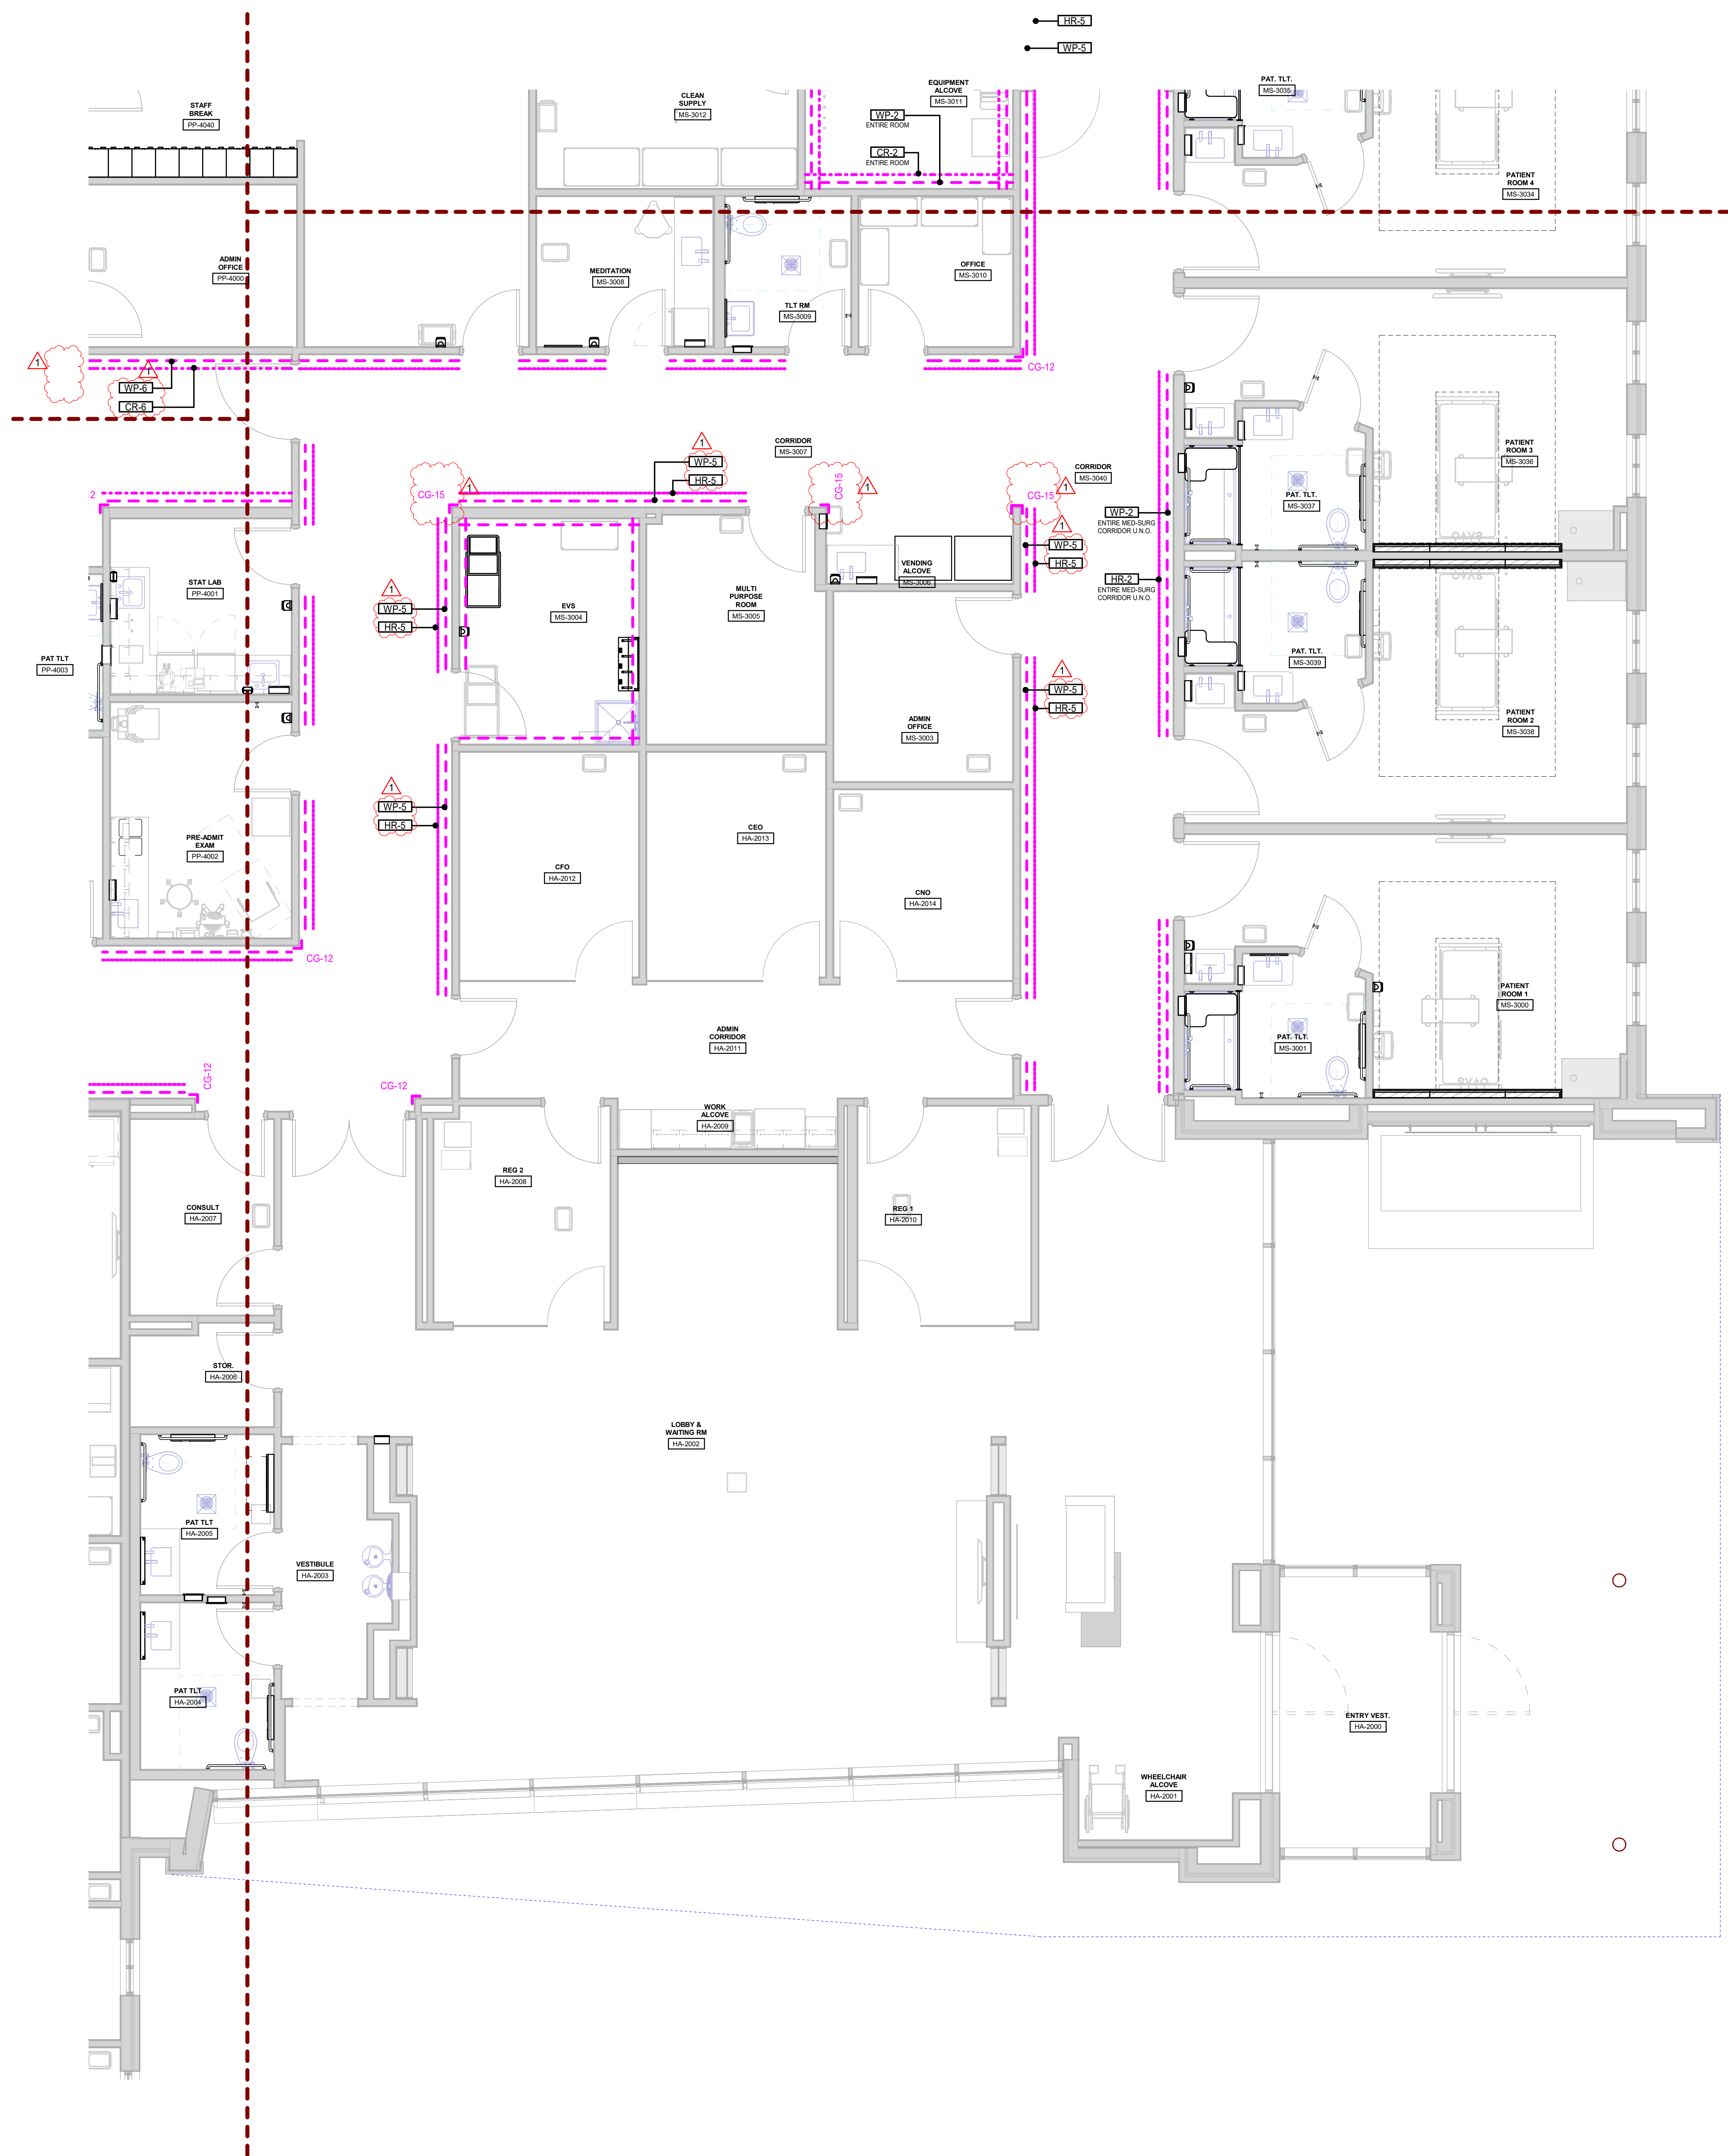 HR-5
WP-5
STAFF
BREAK
PP-4040
CLEAN
SUPPLY
MS-3012
EQUIPMENT
ALCOVE
MS-3011
WP-2
ENTIRE ROOM
CR-2
ENTIRE ROOM
PAT. TLT.
MS-3035
PATIENT
ROOM 4
MS-3034
ADMIN
OFFICE
PP-4000
MEDITATION
MS-3008
TLT RM
MS-3009
OFFICE
MS-3010
1
1
WP-6
CR-6
CG-12
CORRIDOR
MS-3007
1
WP-5
HR-5
CORRIDOR
MS-3040
PATIENT
ROOM 3
MS-3036
2
CG-15
1
CG-15
1
CG-15
1
PAT. TLT.
MS-3037
WP-2
ENTIRE MED-SURG
CORRIDOR U.N.O.
HR-2
ENTIRE MED-SURG
CORRIDOR U.N.O.
1
WP-5
HR-5
STAT LAB
PP-4001
1
WP-5
HR-5
EVS
MS-3004
MULTI
PURPOSE
ROOM
MS-3005
VENDING
ALCOVE
MS-3006
PAT TLT
PP-4003
PAT. TLT.
MS-3039
1
WP-5
HR-5
ADMIN
OFFICE
MS-3003
PATIENT
ROOM 2
MS-3038
1
WP-5
HR-5
PRE-ADMIT
EXAM
PP-4002
CFO
HA-2012
CEO
HA-2013
CNO
HA-2014
CG-12
PATIENT
ROOM 1
MS-3000
PAT. TLT.
MS-3001
ADMIN
CORRIDOR
HA-2011
CG-12
CG-12
WORK
ALCOVE
HA-2009
REG 2
HA-2008
REG 1
HA-2010
CONSULT
HA-2007
STOR.
HA-2006
LOBBY &
WAITING RM
HA-2002
PAT TLT
HA-2005
VESTIBULE
HA-2003
PAT TLT
HA-2004
ENTRY VEST.
HA-2000
WHEELCHAIR
ALCOVE
HA-2001